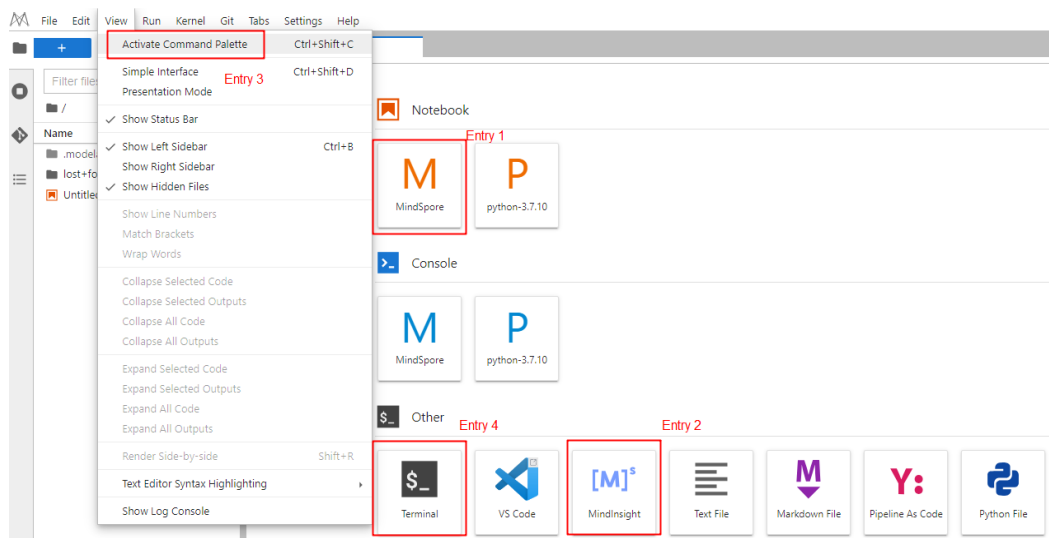 File Edit View Run Kernel Git Tabs Settings Help
+
Activate Command Palette Ctrl+Shift+C
Simple Interface Ctrl+Shift+D
Entry 3
Presentation Mode
Filter file
/
Show Status Bar
Name
Show Left Sidebar Ctrl+B
Show Right Sidebar
Show Hidden Files
.model
lost+fo
Untitled
Show Line Numbers
Match Brackets
Wrap Words
Collapse Selected Code
Collapse Selected Outputs
Collapse All Code
Collapse All Outputs
Expand Selected Code
Expand Selected Outputs
Expand All Code
Expand All Outputs
Render Side-by-side Shift+R
Text Editor Syntax Highlighting
Show Log Console
Notebook
Entry 1
M P
MindSpore python-3.7.10
Console
M P
MindSpore python-3.7.10
$_ Other
Entry 4 Entry 2
$_ [M]s M Y:
Terminal VS Code MindInsight Text File Markdown File Pipeline As Code Python File